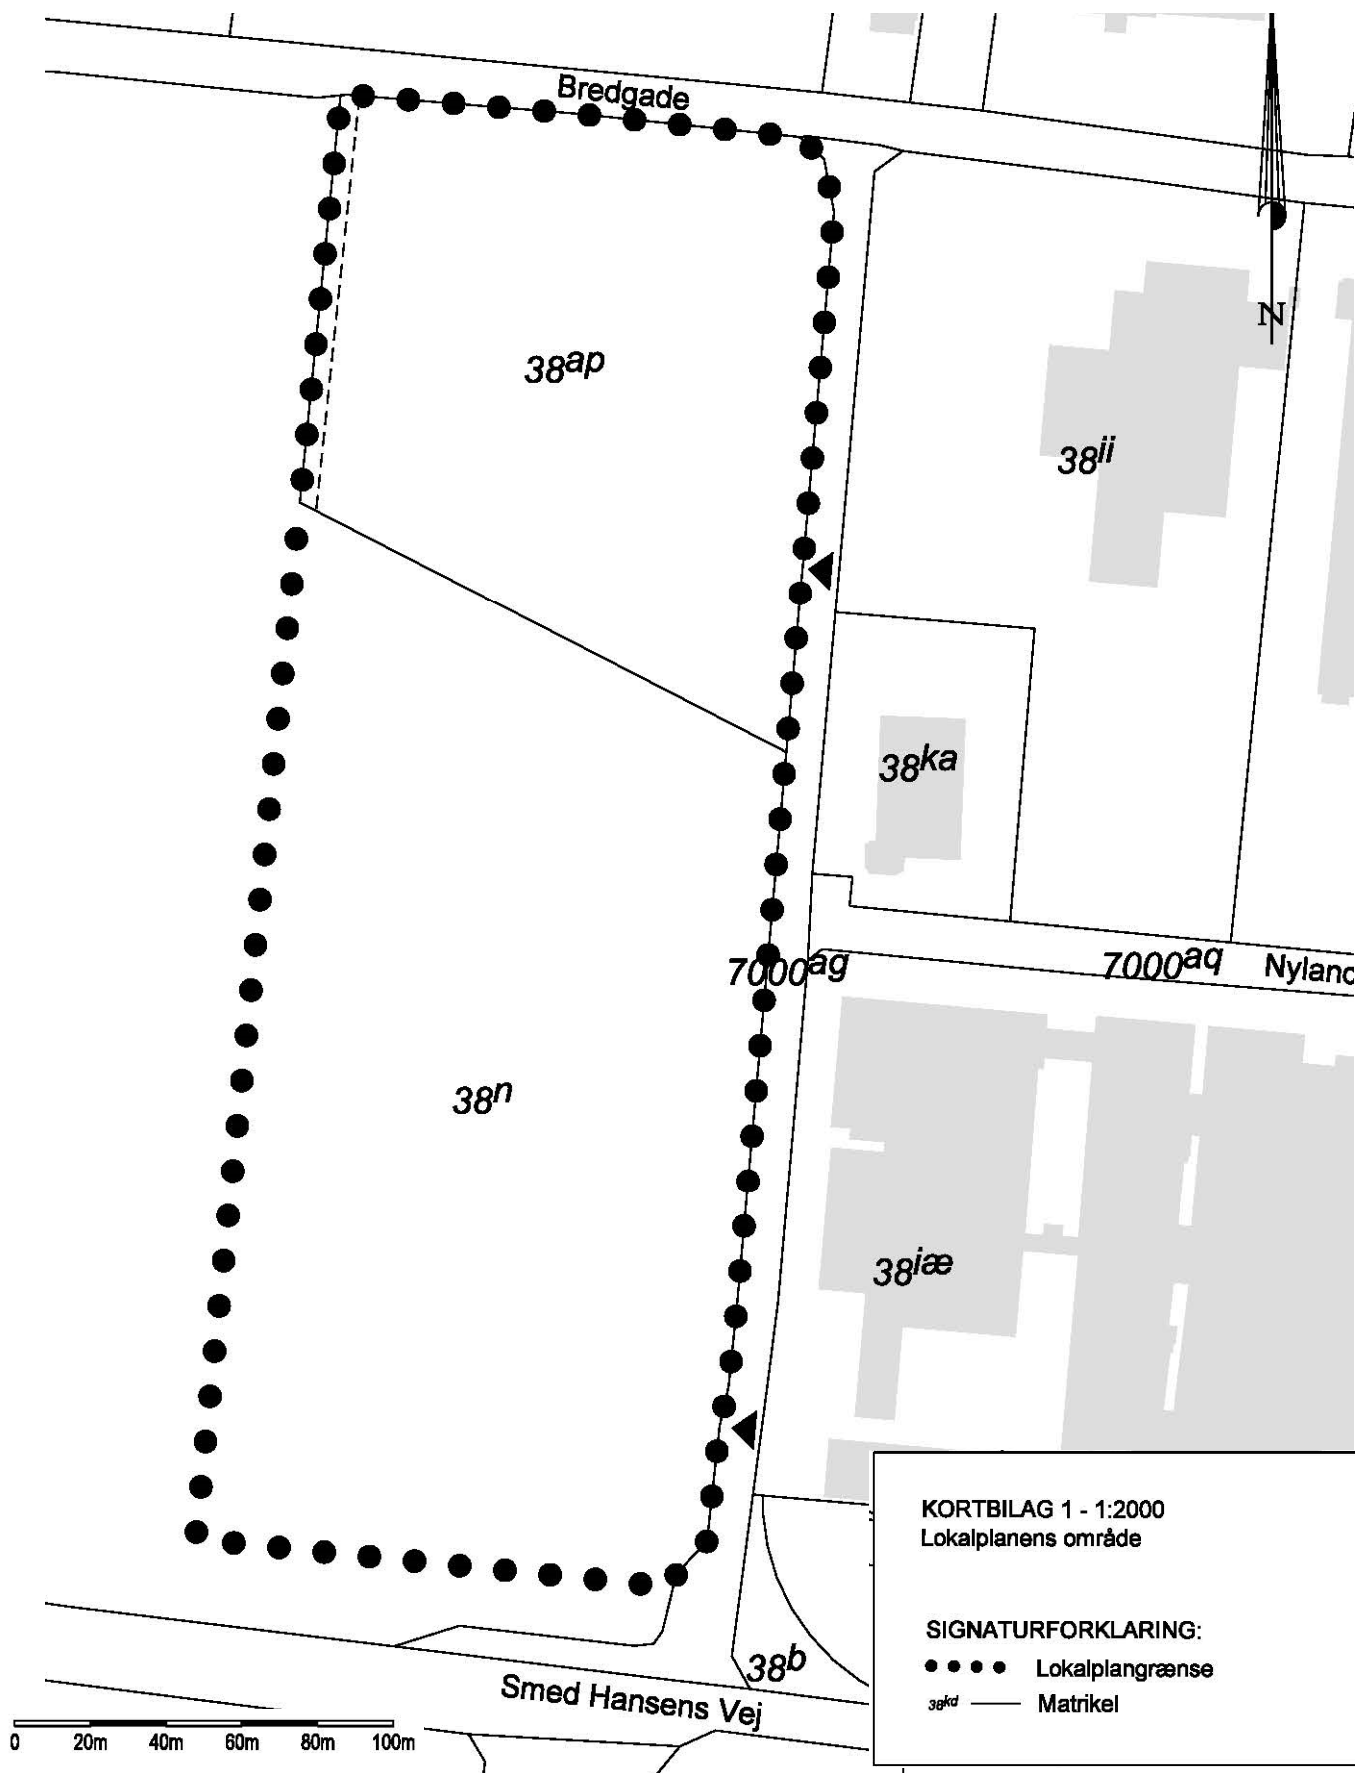 Bredgade
N
38ap
38ii
38ka
7000ag
7000aq
Nyland
38n
38iæ
KORTBILAG 1 - 1:2000
Lokalplanens område
SIGNATURFORKLARING:
Lokalplangrænse
38kd Matrikel
38b
Smed Hansens Vej
0 20m 40m 60m 80m 100m